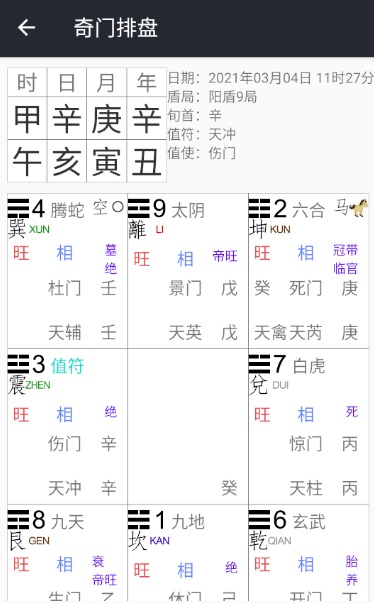 奇门排盘
时 日 月 年
甲 辛 庚 辛
午 亥 寅 丑
日期：2021年03月04日 11时27分
盾局：阳盾9局
旬首：辛
值符：天冲
值使：伤门
4 腾蛇 空○
巽 XUN
旺 相 墓
绝
杜门 壬
天辅 壬
9 太阴
離 LI
旺 相 帝旺
景门 戊
天英 戊
2 六合 马
坤 KUN
旺 相 冠带
临官
癸 死门 庚
天禽 天芮 庚
3 值符
震 ZHEN
旺 相 绝
伤门 辛
天冲 辛
癸
7 白虎
兌 DUI
旺 相 死
惊门 丙
天柱 丙
8 九天
艮 GEN
旺 相 衰
帝旺
生门 乙
1 九地
坎 KAN
旺 相 绝
休门 己
6 玄武
乾 QIAN
旺 相 胎
养
开门 丁